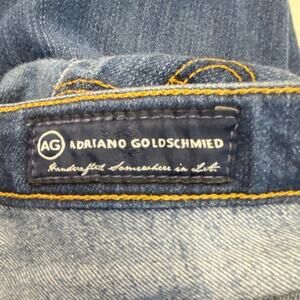 AG ADRIANO GOLDSCHMIED
Handcrafted Somewhere in L.A.